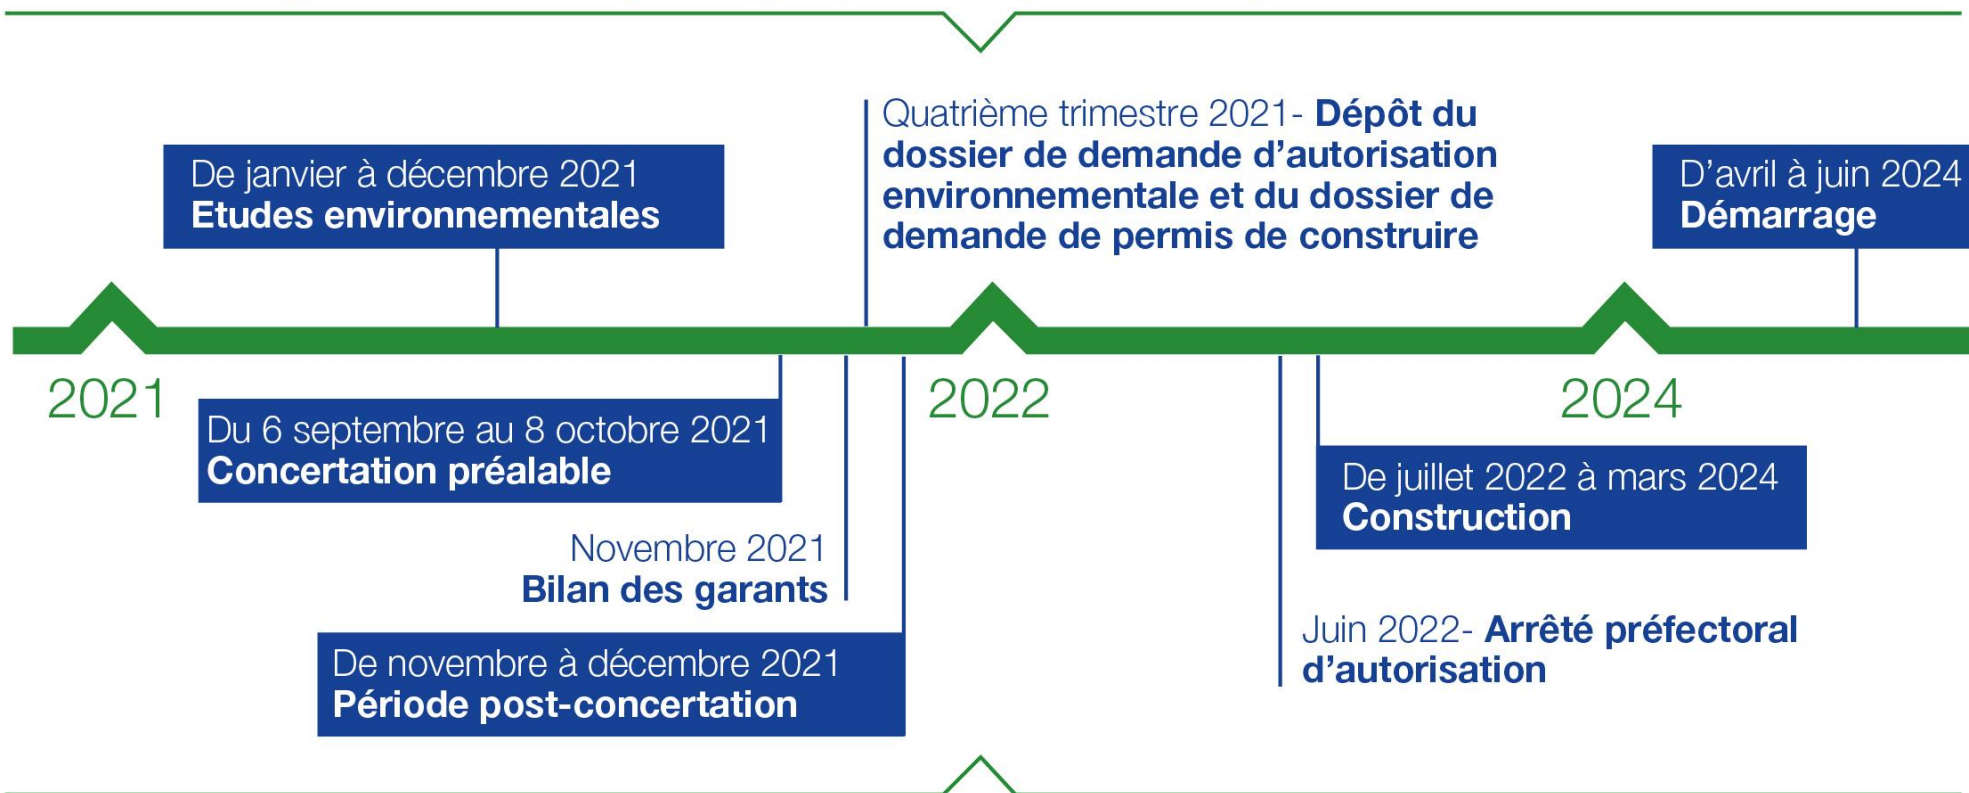 De janvier à décembre 2021
Etudes environnementales
Quatrième trimestre 2021- Dépôt du
dossier de demande d'autorisation
environnementale et du dossier de
demande de permis de construire
D'avril à juin 2024
Démarrage
2021
2022
2024
Du 6 septembre au 8 octobre 2021
Concertation préalable
Novembre 2021
Bilan des garants
De novembre à décembre 2021
Période post-concertation
De juillet 2022 à mars 2024
Construction
Juin 2022- Arrêté préfectoral
d'autorisation